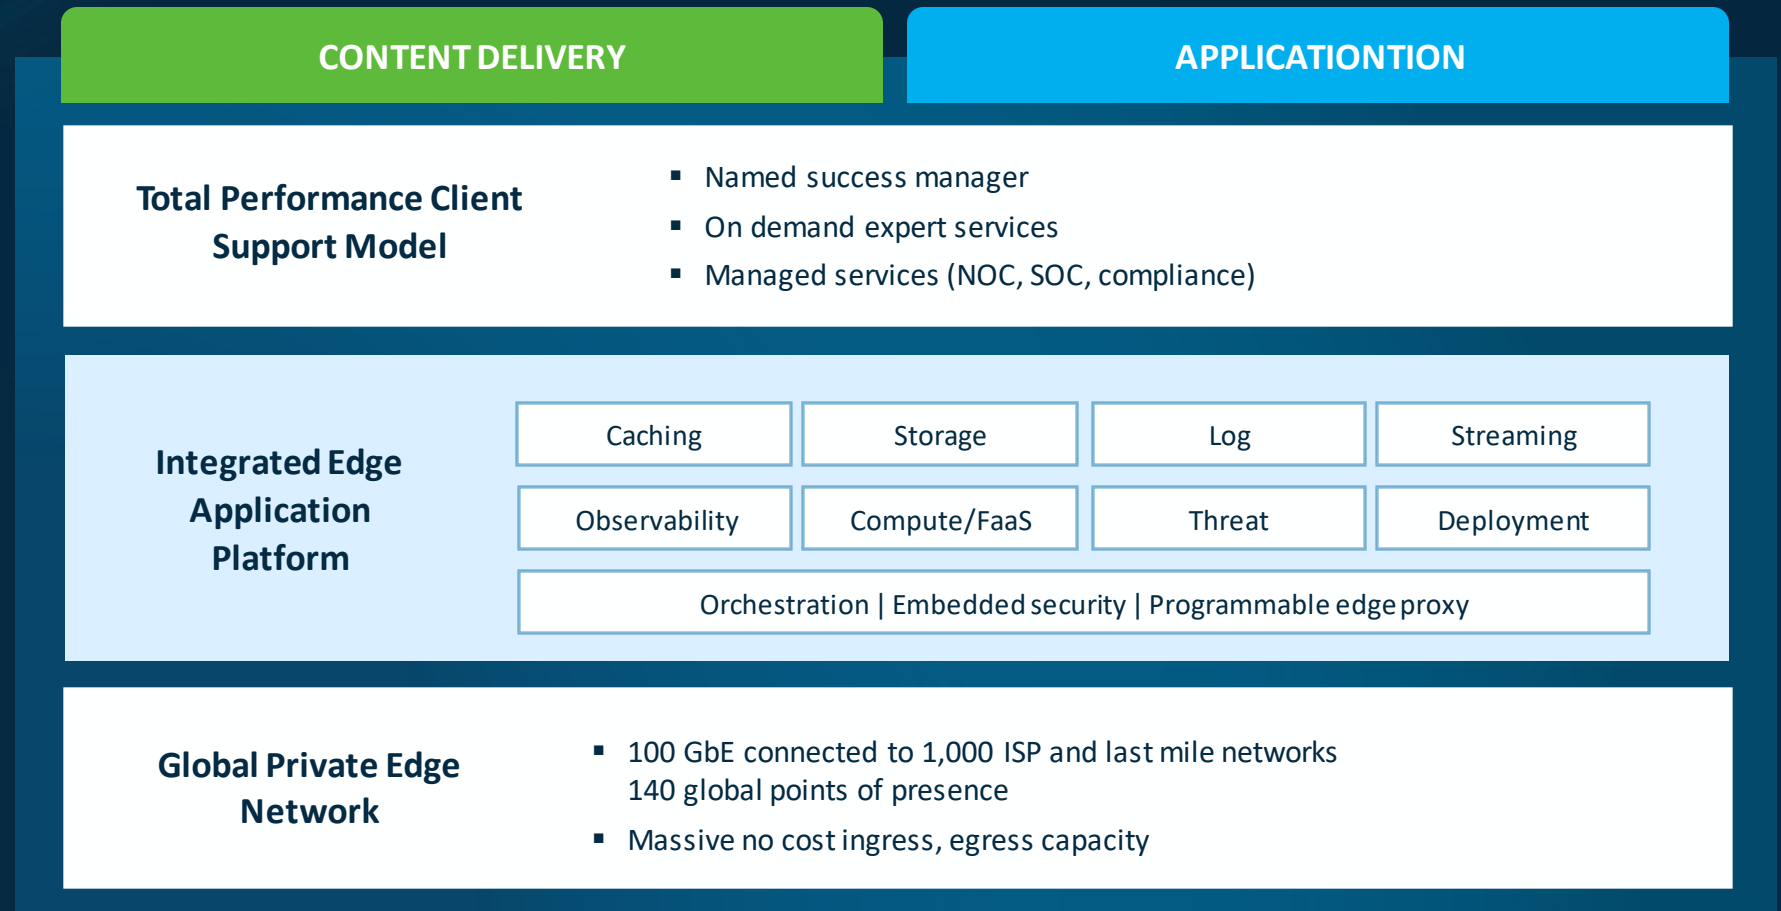 CONTENT DELIVERY
APPLICATIONTION
Total Performance Client
Support Model
▪ Named success manager
▪ On demand expert services
▪ Managed services (NOC, SOC, compliance)
Integrated Edge
Application
Platform
Caching
Storage
Log
Streaming
Observability
Compute/FaaS
Threat
Deployment
Orchestration | Embedded security | Programmable edge proxy
Global Private Edge
Network
▪ 100 GbE connected to 1,000 ISP and last mile networks
140 global points of presence
▪ Massive no cost ingress, egress capacity